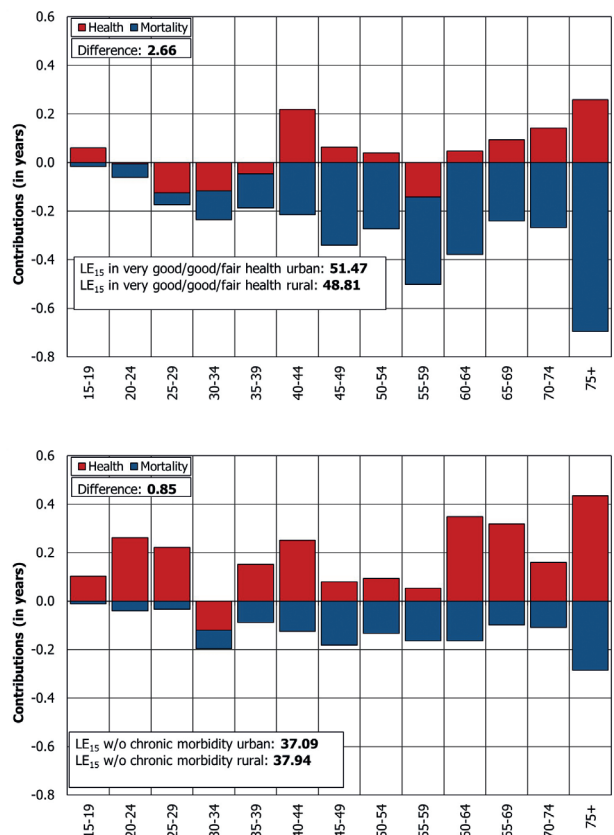 0.6
Health Mortality
Difference: 2.66
0.4
0.2
0.0
-0.2
-0.4
-0.6
-0.8
Contributions (in years)
LE15 in very good/good/fair health urban: 51.47
LE15 in very good/good/fair health rural: 48.81
15-19 20-24 25-29 30-34 35-39 40-44 45-49 50-54 55-59 60-64 65-69 70-74 75+
0.6
Health Mortality
Difference: 0.85
0.4
0.2
0.0
-0.2
-0.4
-0.6
-0.8
Contributions (in years)
LE15 w/o chronic morbidity urban: 37.09
LE15 w/o chronic morbidity rural: 37.94
15-19 20-24 25-29 30-34 35-39 40-44 45-49 50-54 55-59 60-64 65-69 70-74 75+